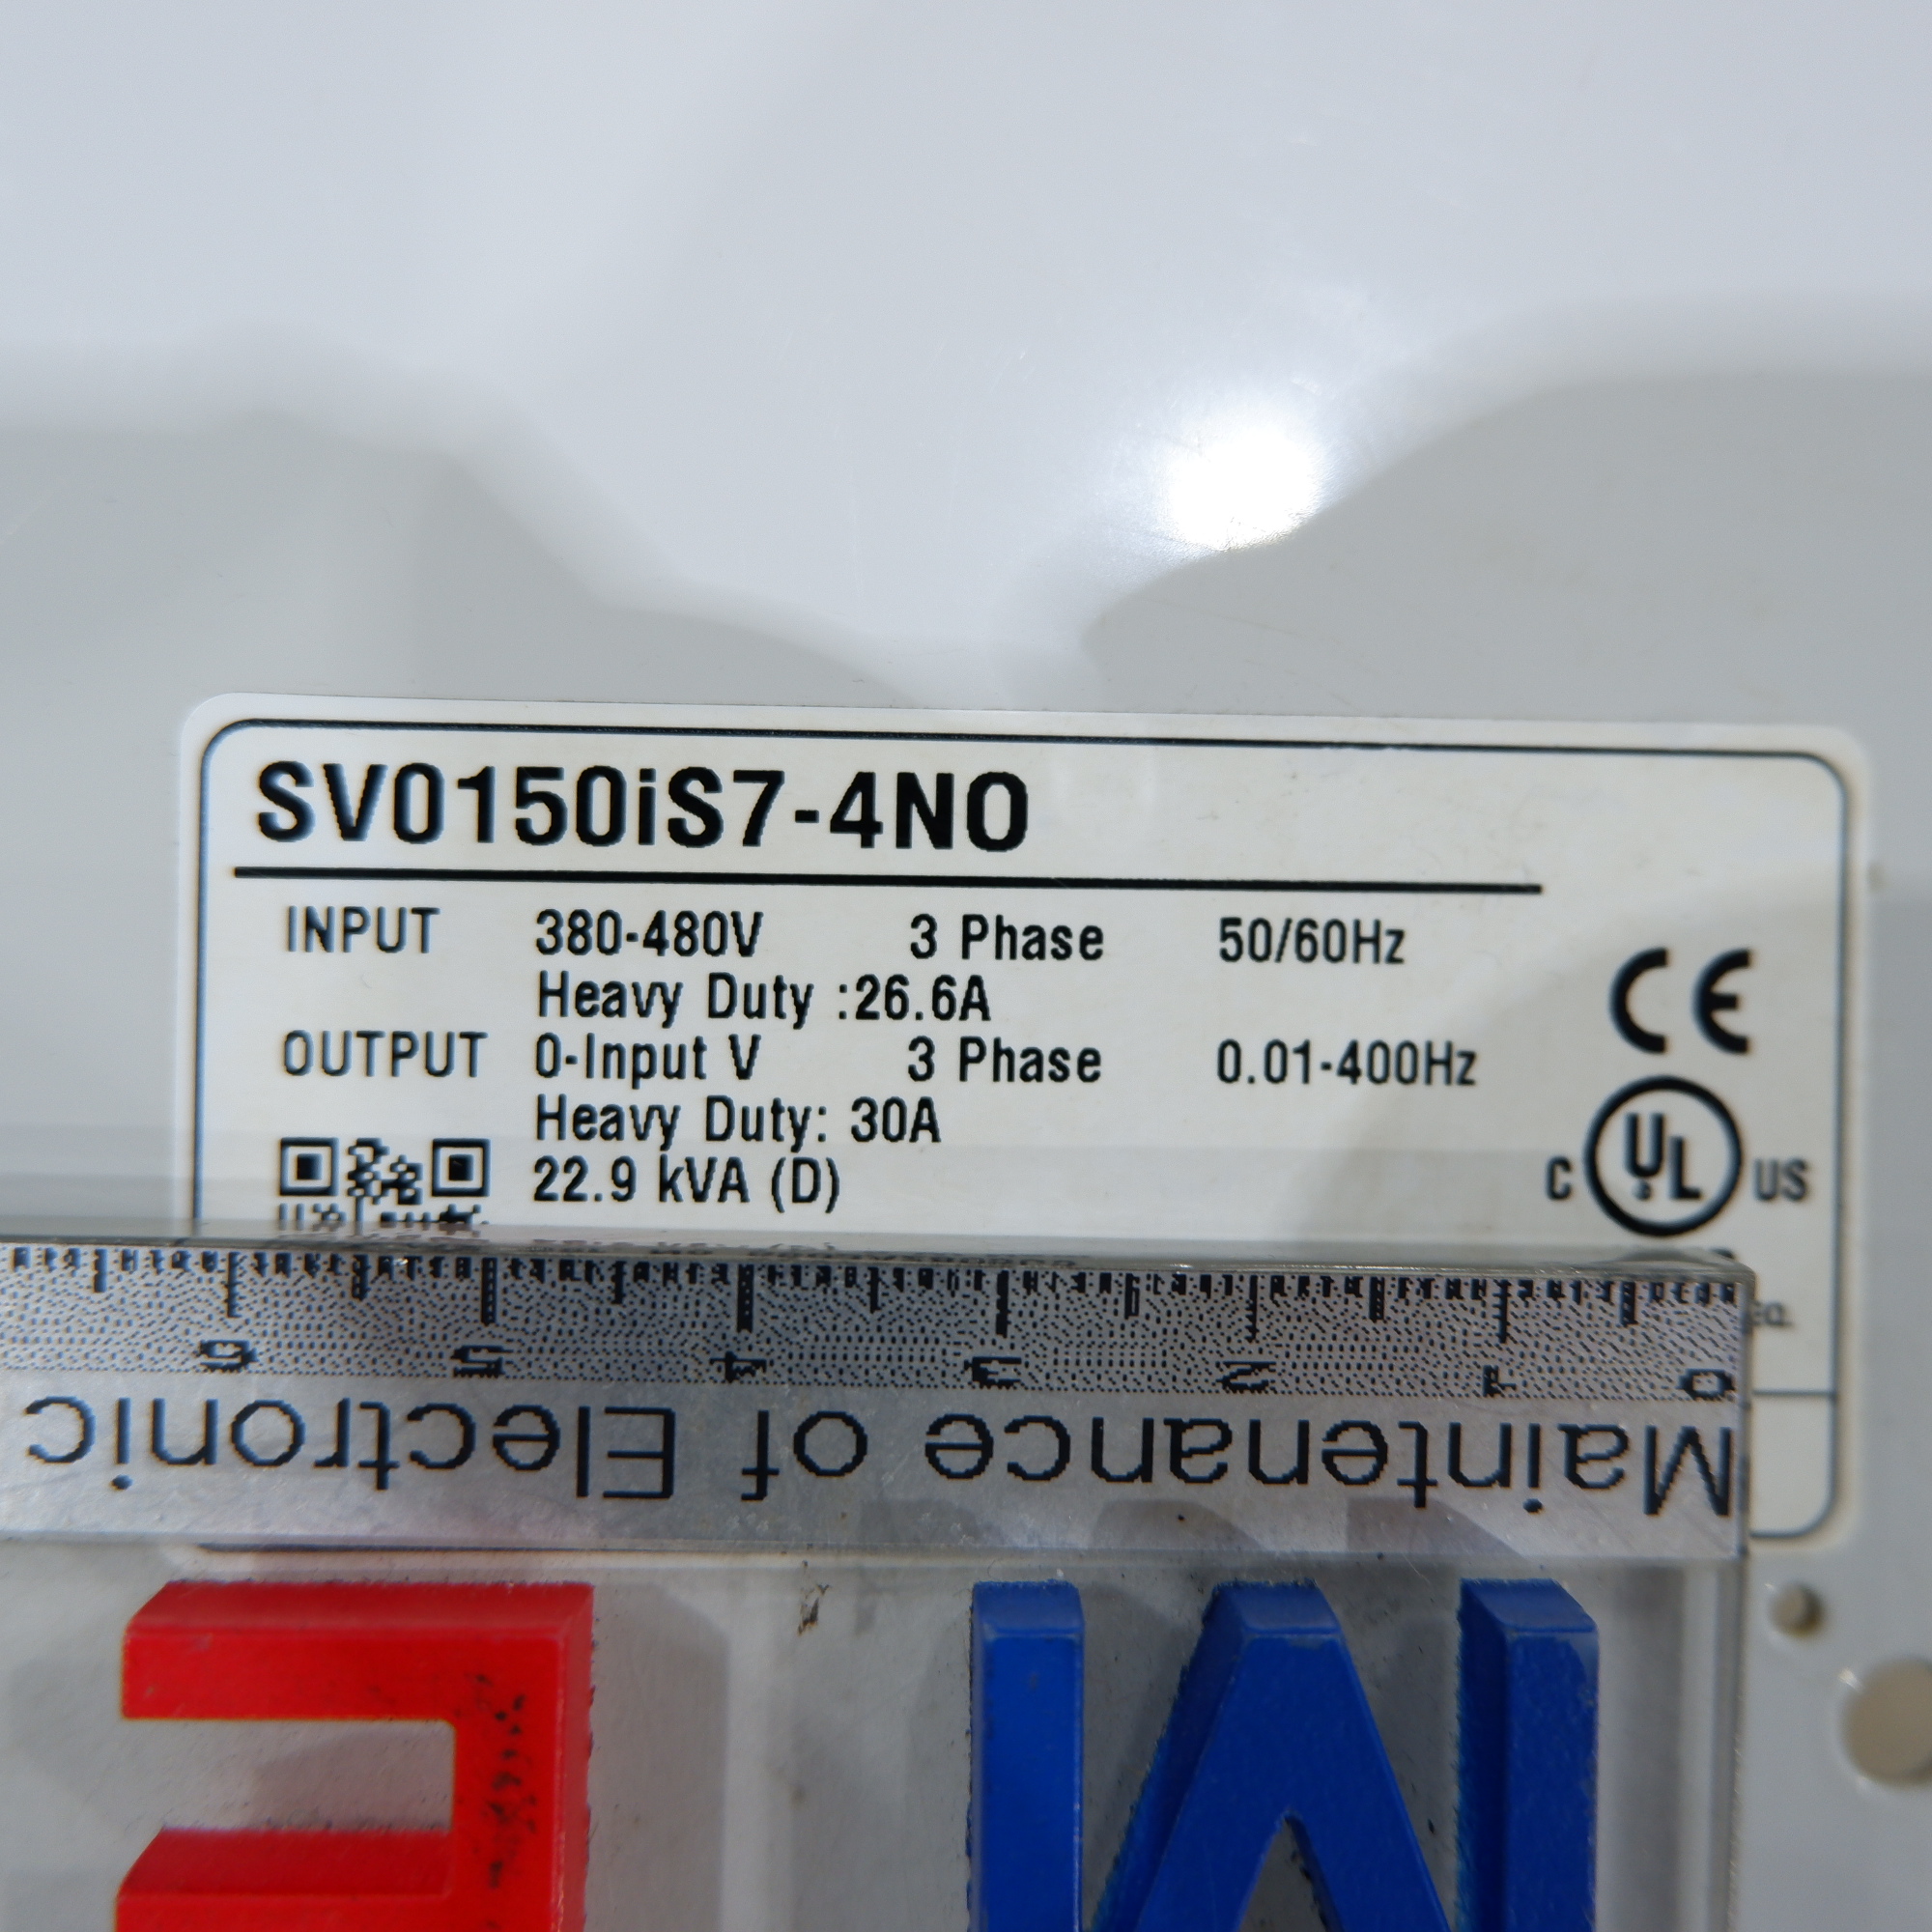 SV0150iS7-4NO
INPUT 380-480V 3 Phase 50/60Hz
Heavy Duty :26.6A
OUTPUT 0-Input V 3 Phase 0.01-400Hz
Heavy Duty: 30A
22.9 kVA (D)
CE
C UL US
6 5 4 3 2 1 0
Maintenance of Electronic
M E